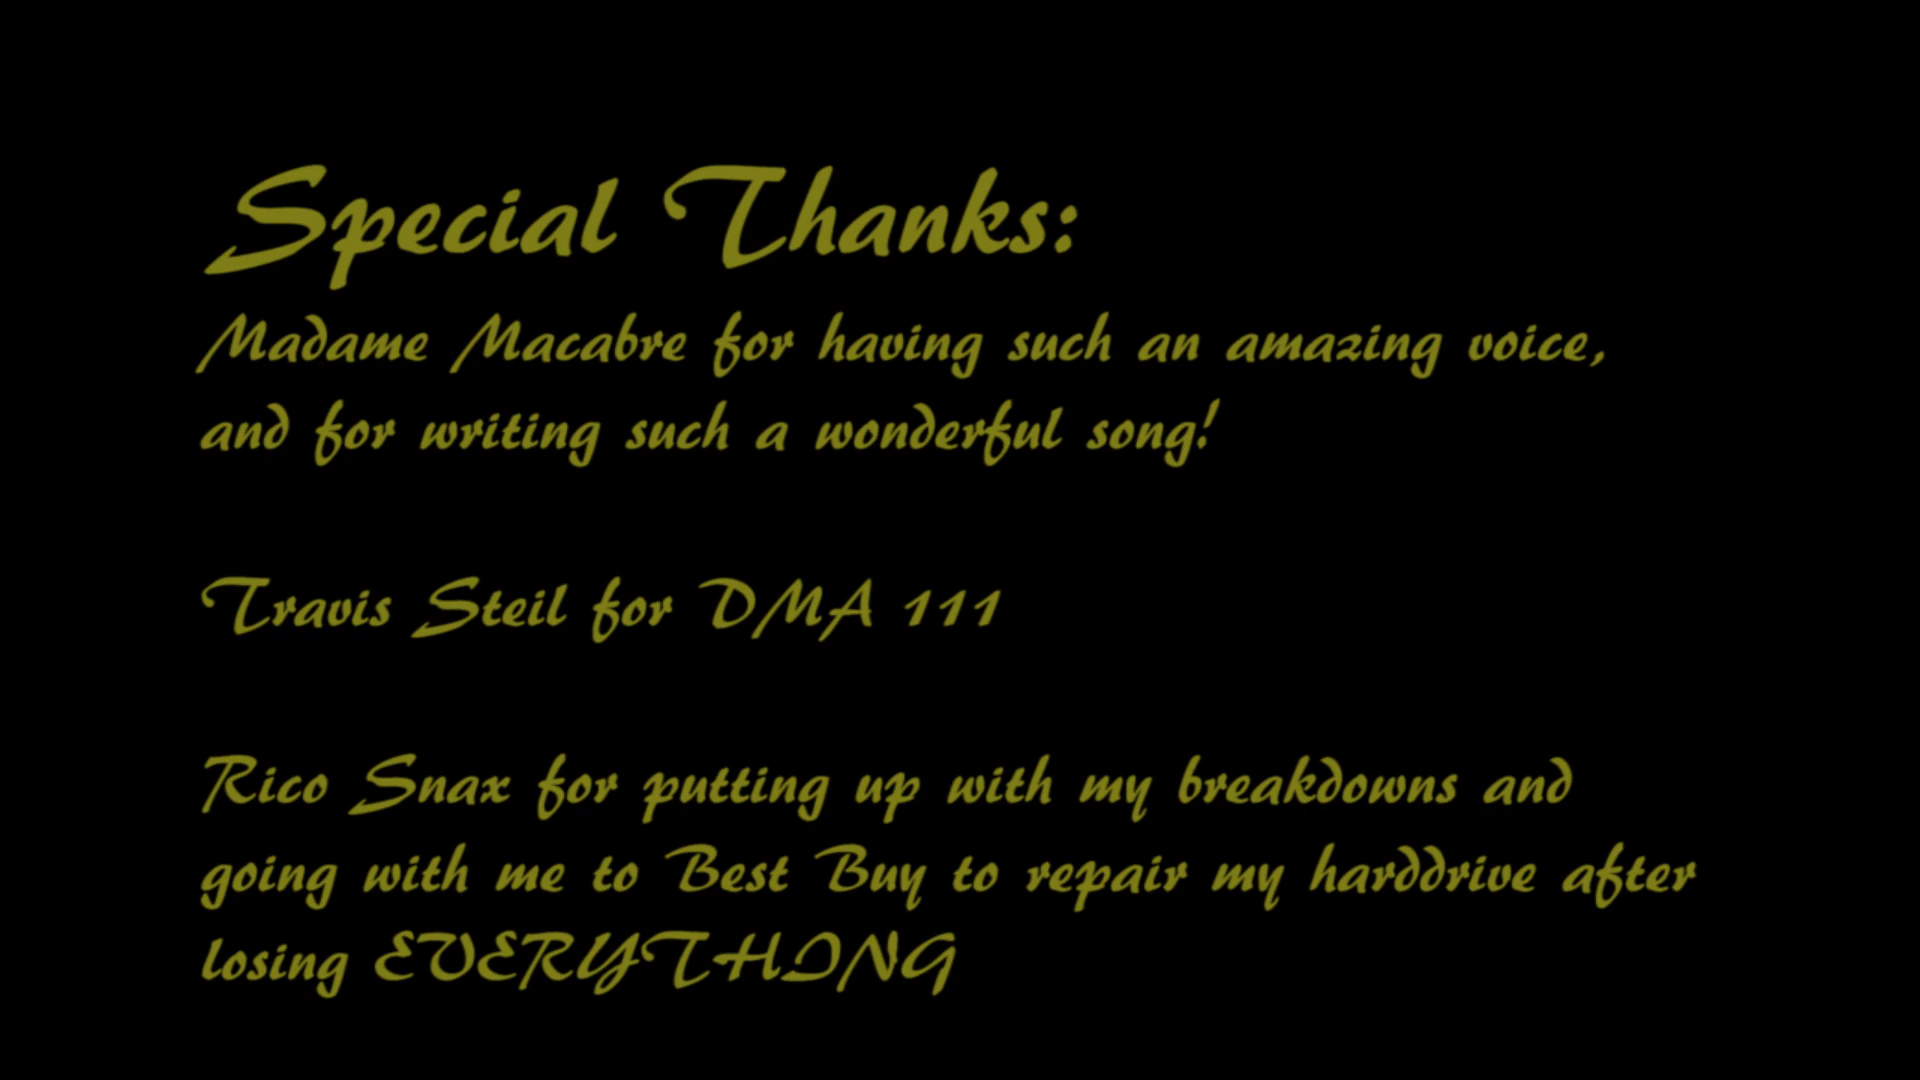 Special Thanks:
Madame Macabre for having such an amazing voice,
and for writing such a wonderful song!
Travis Steil for DMA 111
Rico Snax for putting up with my breakdowns and
going with me to Best Buy to repair my harddrive after
losing EVERYTHING